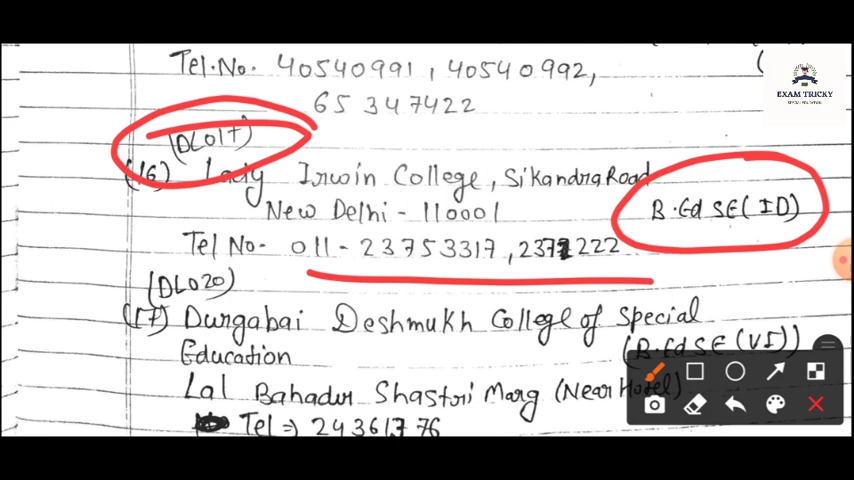 Tel.No. 40540991, 40540992,
65347422
EXAM TRICKY
SPECIAL EDUCATION
(DL017)
(16) Lady Irwin College, Sikandra Road
New Delhi - 110001
B.Ed SE(ID)
Tel No- 011-23753317,
(DL020)
(17) Durgabai Deshmukh College of Special
Education
(B.Ed SE(VI))
Lal Bahadur Shastri Marg (Near Hotel)
Tel => 24361776